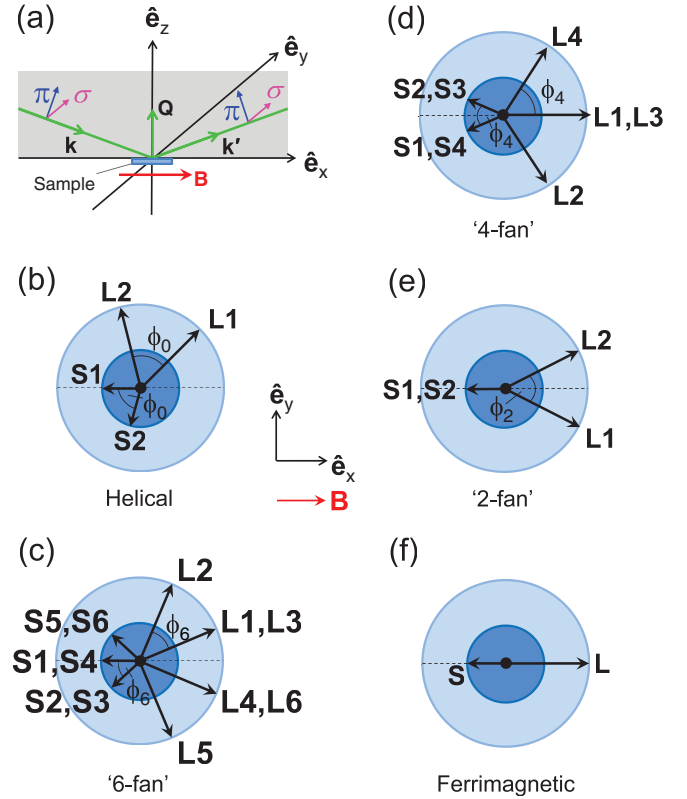 (a)
ê_z
ê_y
π
σ
Q
π
σ
k
k′
ê_x
Sample
B
(b)
L2
L1
ϕ_0
S1
ϕ_0
S2
Helical
ê_y
ê_x
B
(c)
L2
S5,S6
ϕ_6
L1,L3
S1,S4
S2,S3
ϕ_6
L4,L6
L5
‘6-fan’
(d)
L4
S2,S3
ϕ_4
L1,L3
ϕ_4
S1,S4
L2
‘4-fan’
(e)
L2
S1,S2
ϕ_2
L1
‘2-fan’
(f)
S
L
Ferrimagnetic